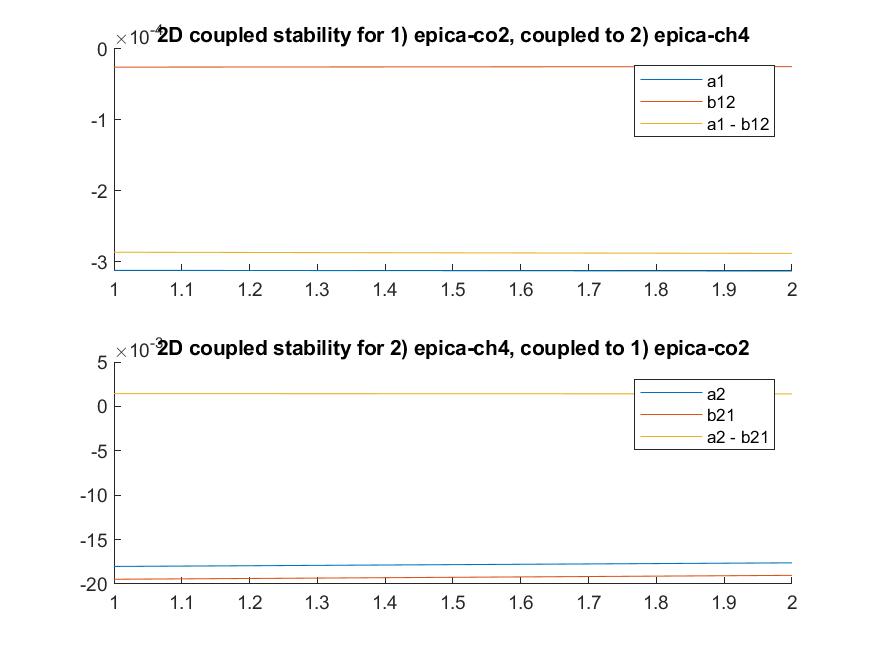 ×10-4
2D coupled stability for 1) epica-co2, coupled to 2) epica-ch4
0
-1
-2
-3
a1
b12
a1 - b12
1 1.1 1.2 1.3 1.4 1.5 1.6 1.7 1.8 1.9 2
×10-3
2D coupled stability for 2) epica-ch4, coupled to 1) epica-co2
5
0
-5
-10
-15
-20
a2
b21
a2 - b21
1 1.1 1.2 1.3 1.4 1.5 1.6 1.7 1.8 1.9 2